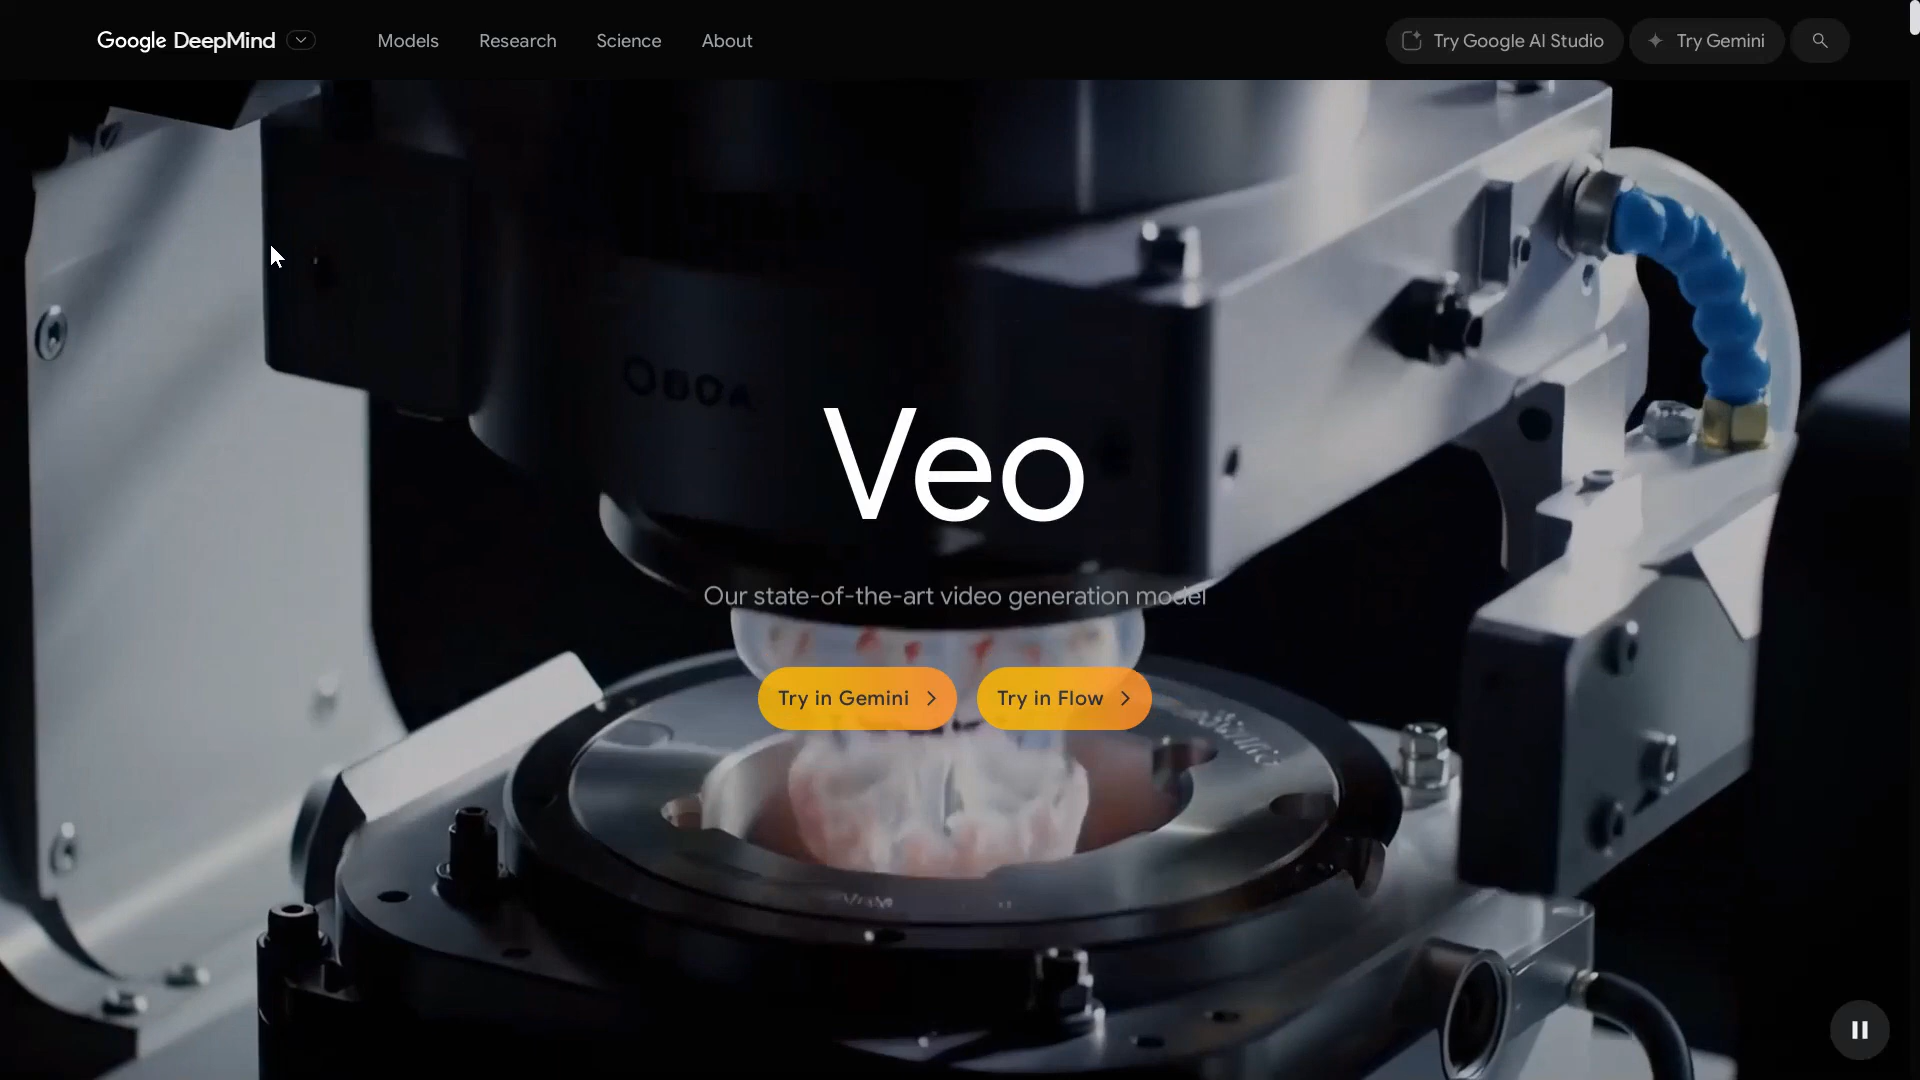 Google DeepMind
Models
Research
Science
About
Try Google AI Studio
Try Gemini
Veo
Our state-of-the-art video generation model
Try in Gemini
Try in Flow